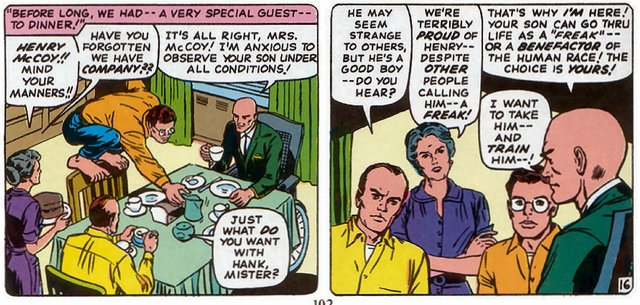 "BEFORE LONG, WE HAD--A VERY SPECIAL GUEST--
TO DINNER!"
HENRY
McCOY!!
MIND
YOUR
MANNERS!!
HAVE YOU
FORGOTTEN
WE HAVE
COMPANY??
IT'S ALL RIGHT, MRS.
McCOY! I'M ANXIOUS TO
OBSERVE YOUR SON UNDER
ALL CONDITIONS!
JUST
WHAT DO
YOU WANT
WITH
HANK,
MISTER?
HE MAY
SEEM
STRANGE
TO OTHERS,
BUT HE'S A
GOOD BOY
--DO YOU
HEAR?
WE'RE
TERRIBLY
PROUD OF
HENRY--
DESPITE
OTHER
PEOPLE
CALLING
HIM--A
FREAK!
THAT'S WHY I'M HERE!
YOUR SON CAN GO THRU
LIFE AS A "FREAK"--
OR A BENEFACTOR OF
THE HUMAN RACE! THE
CHOICE IS YOURS!
I WANT
TO TAKE
HIM--
AND
TRAIN
HIM--!
16
102